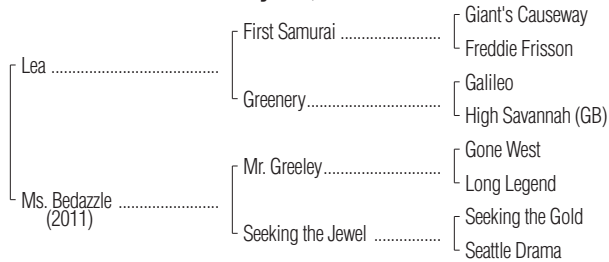 Giant's Causeway
First Samurai
Freddie Frisson
Lea
Galileo
Greenery
High Savannah (GB)
Gone West
Mr. Greeley
Long Legend
Ms. Bedazzle
(2011)
Seeking the Gold
Seeking the Jewel
Seattle Drama